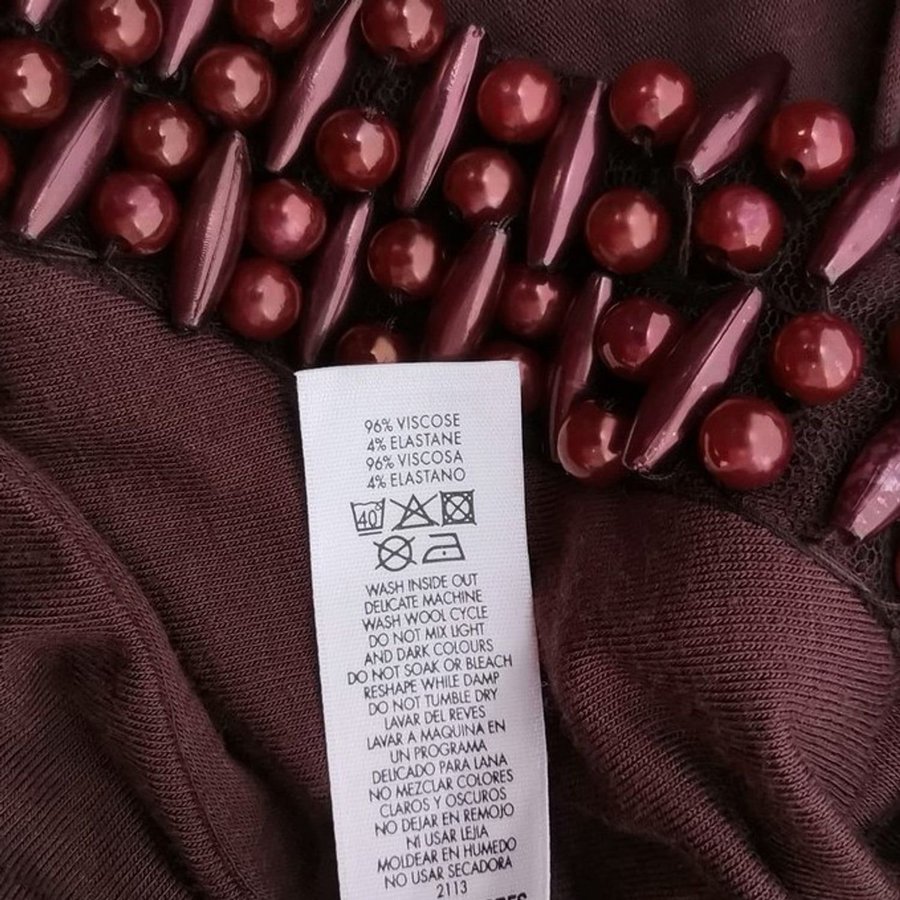 96% VISCOSE
4% ELASTANE
96% VISCOSA
4% ELASTANO
40°
WASH INSIDE OUT
DELICATE MACHINE
WASH WOOL CYCLE
DO NOT MIX LIGHT
AND DARK COLOURS
DO NOT SOAK OR BLEACH
RESHAPE WHILE DAMP
DO NOT TUMBLE DRY
LAVAR DEL REVES
LAVAR A MAQUINA EN
UN PROGRAMA
DELICADO PARA LANA
NO MEZCLAR COLORES
CLAROS Y OSCUROS
NO DEJAR EN REMOJO
NI USAR LEJIA
MOLDEAR EN HUMEDO
NO USAR SECADORA
2113